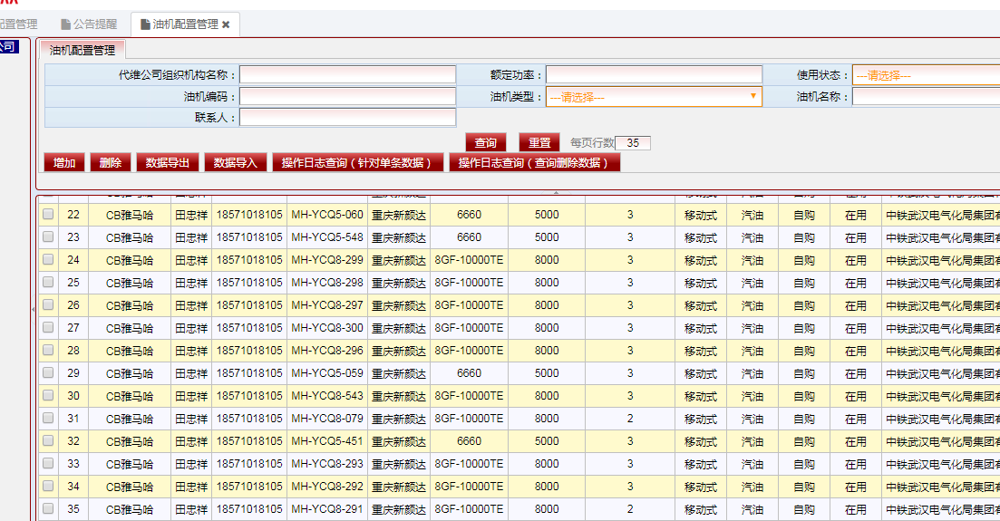 配置管理 公告提醒 油机配置管理
公司 油机配置管理
代维公司组织机构名称： 额定功率： 使用状态： ---请选择---
油机编码： 油机类型： ---请选择--- 油机名称：
联系人：
查询 重置 每页行数 35
增加 删除 数据导出 数据导入 操作日志查询（针对单条数据） 操作日志查询（查询删除数据）
22 CB雅马哈 田忠祥 18571018105 MH-YCQ5-060 重庆新颜达 6660 5000 3 移动式 汽油 自购 在用 中铁武汉电气化局集团有
23 CB雅马哈 田忠祥 18571018105 MH-YCQ5-548 重庆新颜达 6660 5000 3 移动式 汽油 自购 在用 中铁武汉电气化局集团有
24 CB雅马哈 田忠祥 18571018105 MH-YCQ8-299 重庆新颜达 8GF-10000TE 8000 3 移动式 汽油 自购 在用 中铁武汉电气化局集团有
25 CB雅马哈 田忠祥 18571018105 MH-YCQ8-298 重庆新颜达 8GF-10000TE 8000 3 移动式 汽油 自购 在用 中铁武汉电气化局集团有
26 CB雅马哈 田忠祥 18571018105 MH-YCQ8-297 重庆新颜达 8GF-10000TE 8000 3 移动式 汽油 自购 在用 中铁武汉电气化局集团有
27 CB雅马哈 田忠祥 18571018105 MH-YCQ8-300 重庆新颜达 8GF-10000TE 8000 3 移动式 汽油 自购 在用 中铁武汉电气化局集团有
28 CB雅马哈 田忠祥 18571018105 MH-YCQ8-296 重庆新颜达 8GF-10000TE 8000 3 移动式 汽油 自购 在用 中铁武汉电气化局集团有
29 CB雅马哈 田忠祥 18571018105 MH-YCQ5-059 重庆新颜达 6660 5000 3 移动式 汽油 自购 在用 中铁武汉电气化局集团有
30 CB雅马哈 田忠祥 18571018105 MH-YCQ8-543 重庆新颜达 8GF-10000TE 8000 3 移动式 汽油 自购 在用 中铁武汉电气化局集团有
31 CB雅马哈 田忠祥 18571018105 MH-YCQ8-079 重庆新颜达 8GF-10000TE 8000 2 移动式 汽油 自购 在用 中铁武汉电气化局集团有
32 CB雅马哈 田忠祥 18571018105 MH-YCQ5-451 重庆新颜达 6660 5000 3 移动式 汽油 自购 在用 中铁武汉电气化局集团有
33 CB雅马哈 田忠祥 18571018105 MH-YCQ8-293 重庆新颜达 8GF-10000TE 8000 3 移动式 汽油 自购 在用 中铁武汉电气化局集团有
34 CB雅马哈 田忠祥 18571018105 MH-YCQ8-292 重庆新颜达 8GF-10000TE 8000 3 移动式 汽油 自购 在用 中铁武汉电气化局集团有
35 CB雅马哈 田忠祥 18571018105 MH-YCQ8-291 重庆新颜达 8GF-10000TE 8000 2 移动式 汽油 自购 在用 中铁武汉电气化局集团有